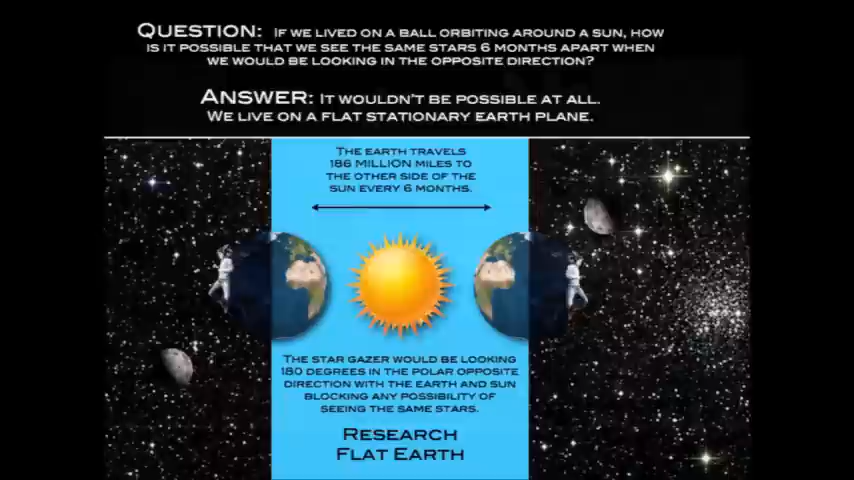 QUESTION: IF WE LIVED ON A BALL ORBITING AROUND A SUN, HOW
IS IT POSSIBLE THAT WE SEE THE SAME STARS 6 MONTHS APART WHEN
WE WOULD BE LOOKING IN THE OPPOSITE DIRECTION?
ANSWER: IT WOULDN'T BE POSSIBLE AT ALL.
WE LIVE ON A FLAT STATIONARY EARTH PLANE.
THE EARTH TRAVELS
186 MILLION MILES TO
THE OTHER SIDE OF THE
SUN EVERY 6 MONTHS.
THE STAR GAZER WOULD BE LOOKING
180 DEGREES IN THE POLAR OPPOSITE
DIRECTION WITH THE EARTH AND SUN
BLOCKING ANY POSSIBILITY OF
SEEING THE SAME STARS.
RESEARCH
FLAT EARTH